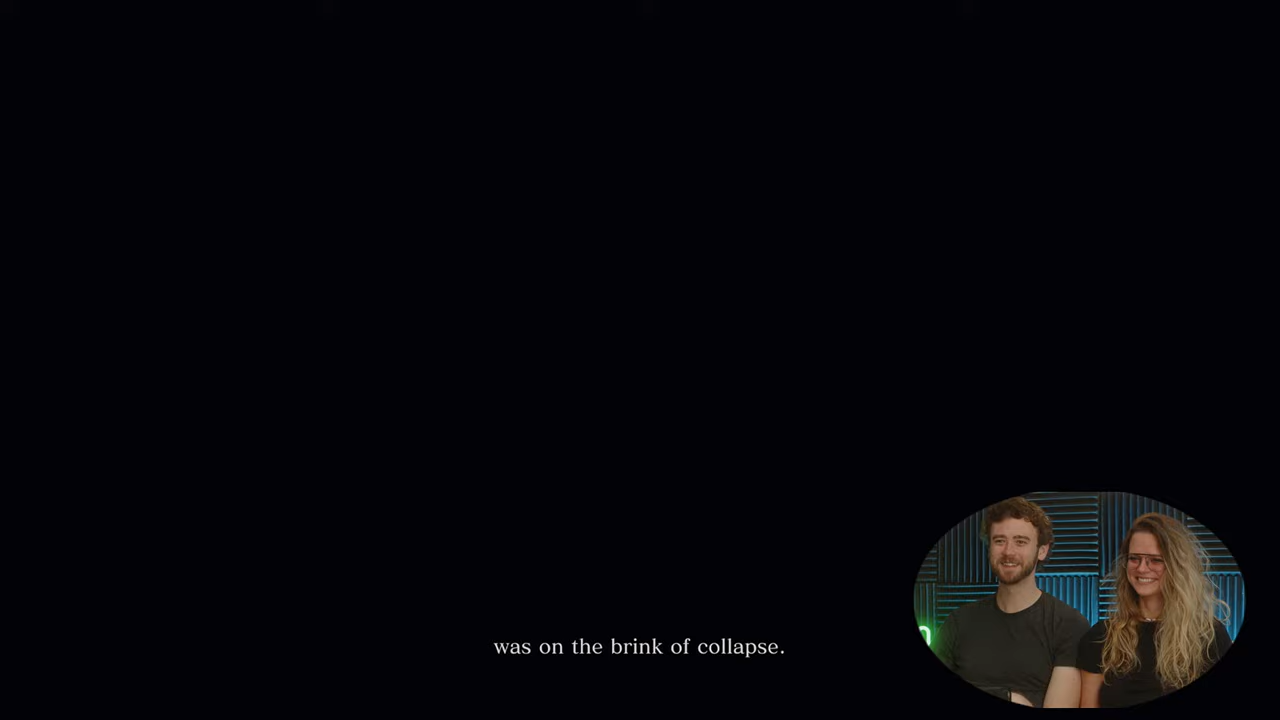 was on the brink of collapse.